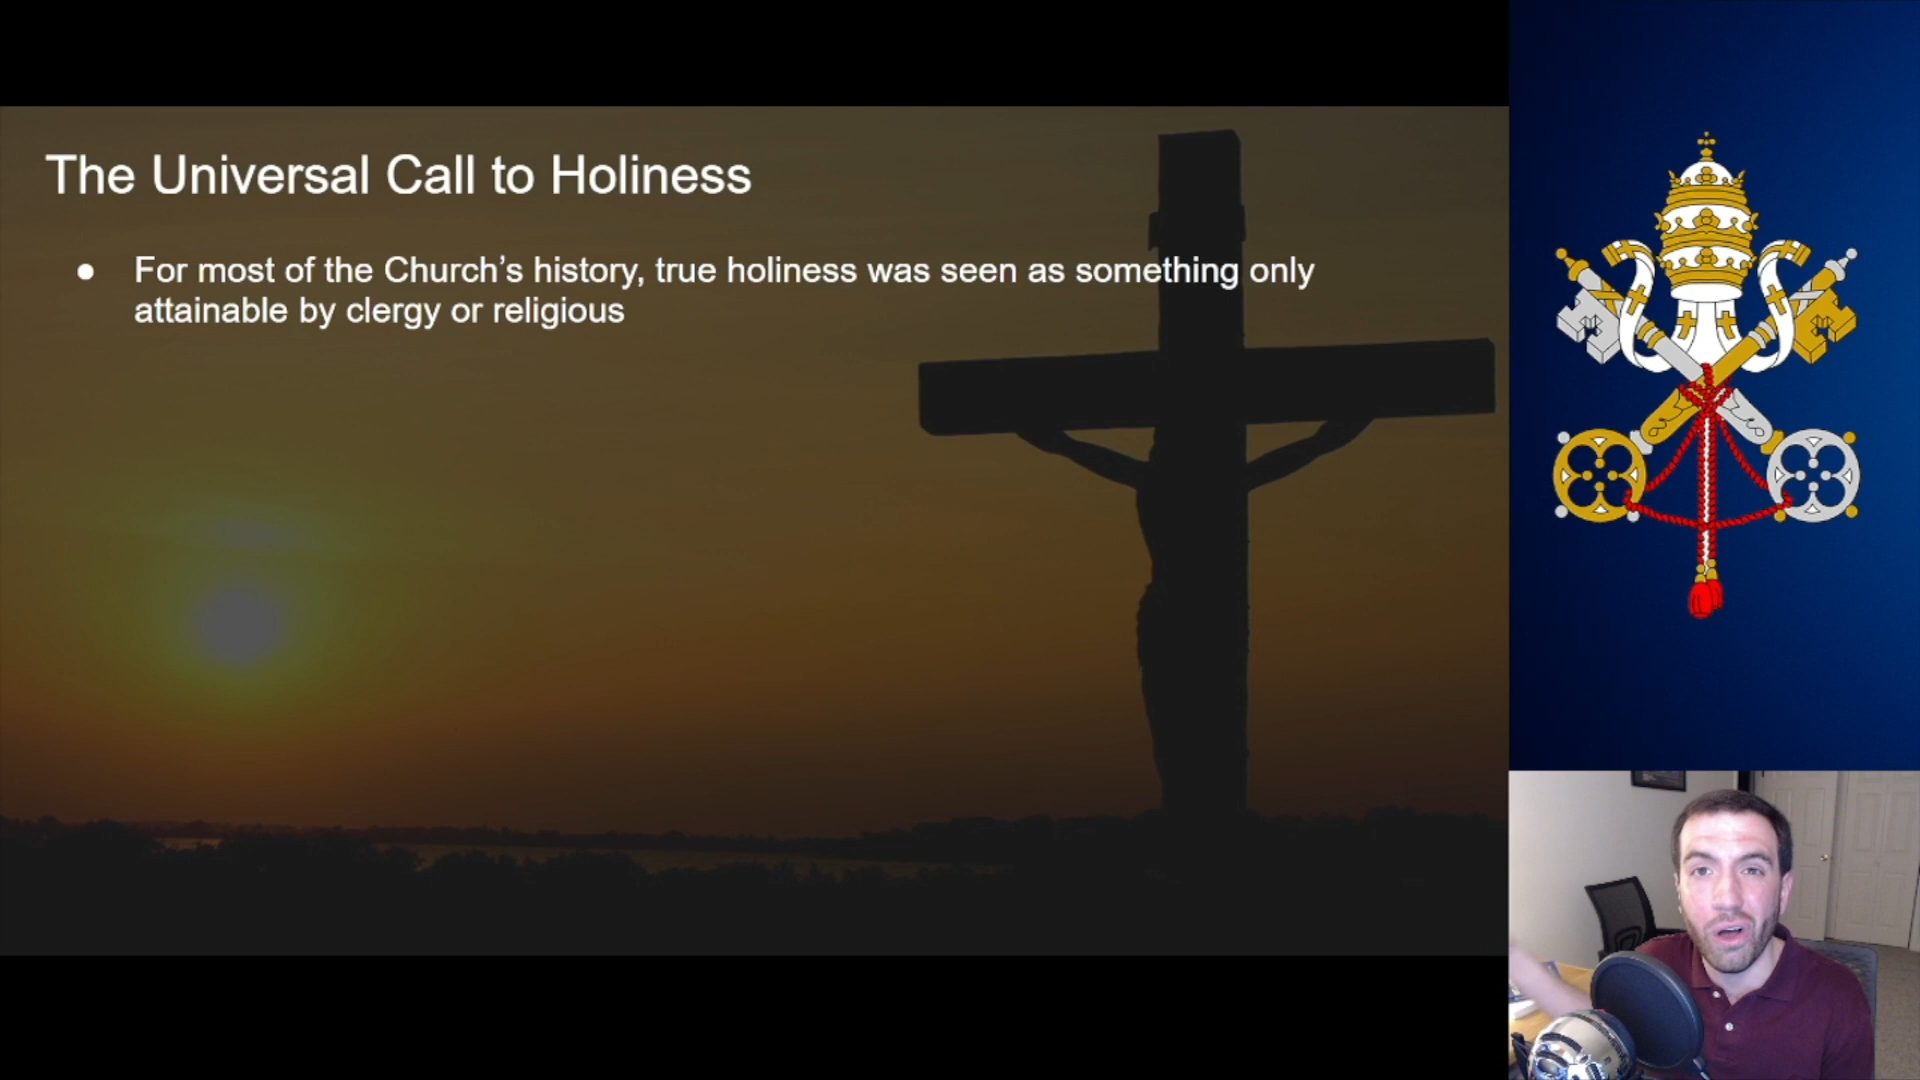 The Universal Call to Holiness
● For most of the Church’s history, true holiness was seen as something only
attainable by clergy or religious